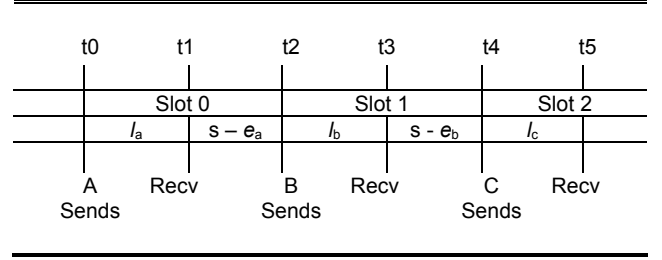 t0 t1 t2 t3 t4 t5
Slot 0 Slot 1 Slot 2
la s – ea lb s - eb lc
A Recv B Recv C Recv
Sends Sends Sends